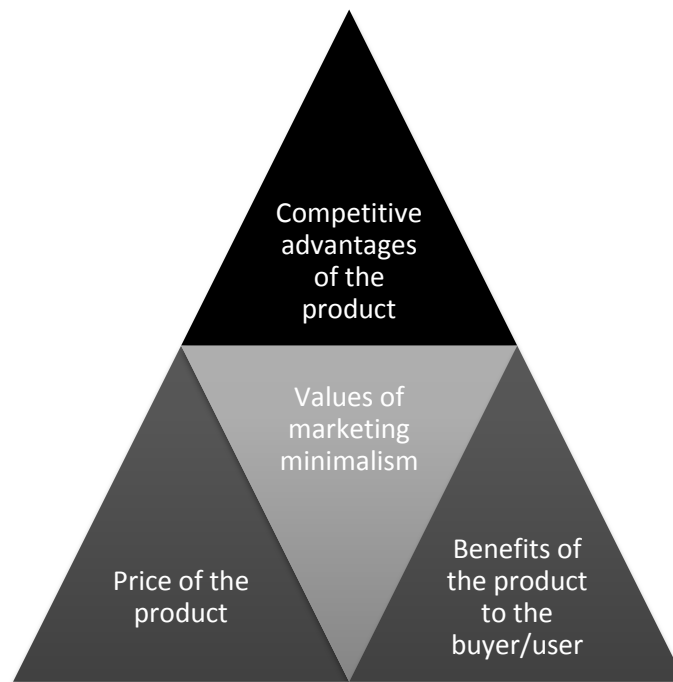 Competitive
advantages
of the
product
Values of
marketing
minimalism
Price of the
product
Benefits of
the product
to the
buyer/user